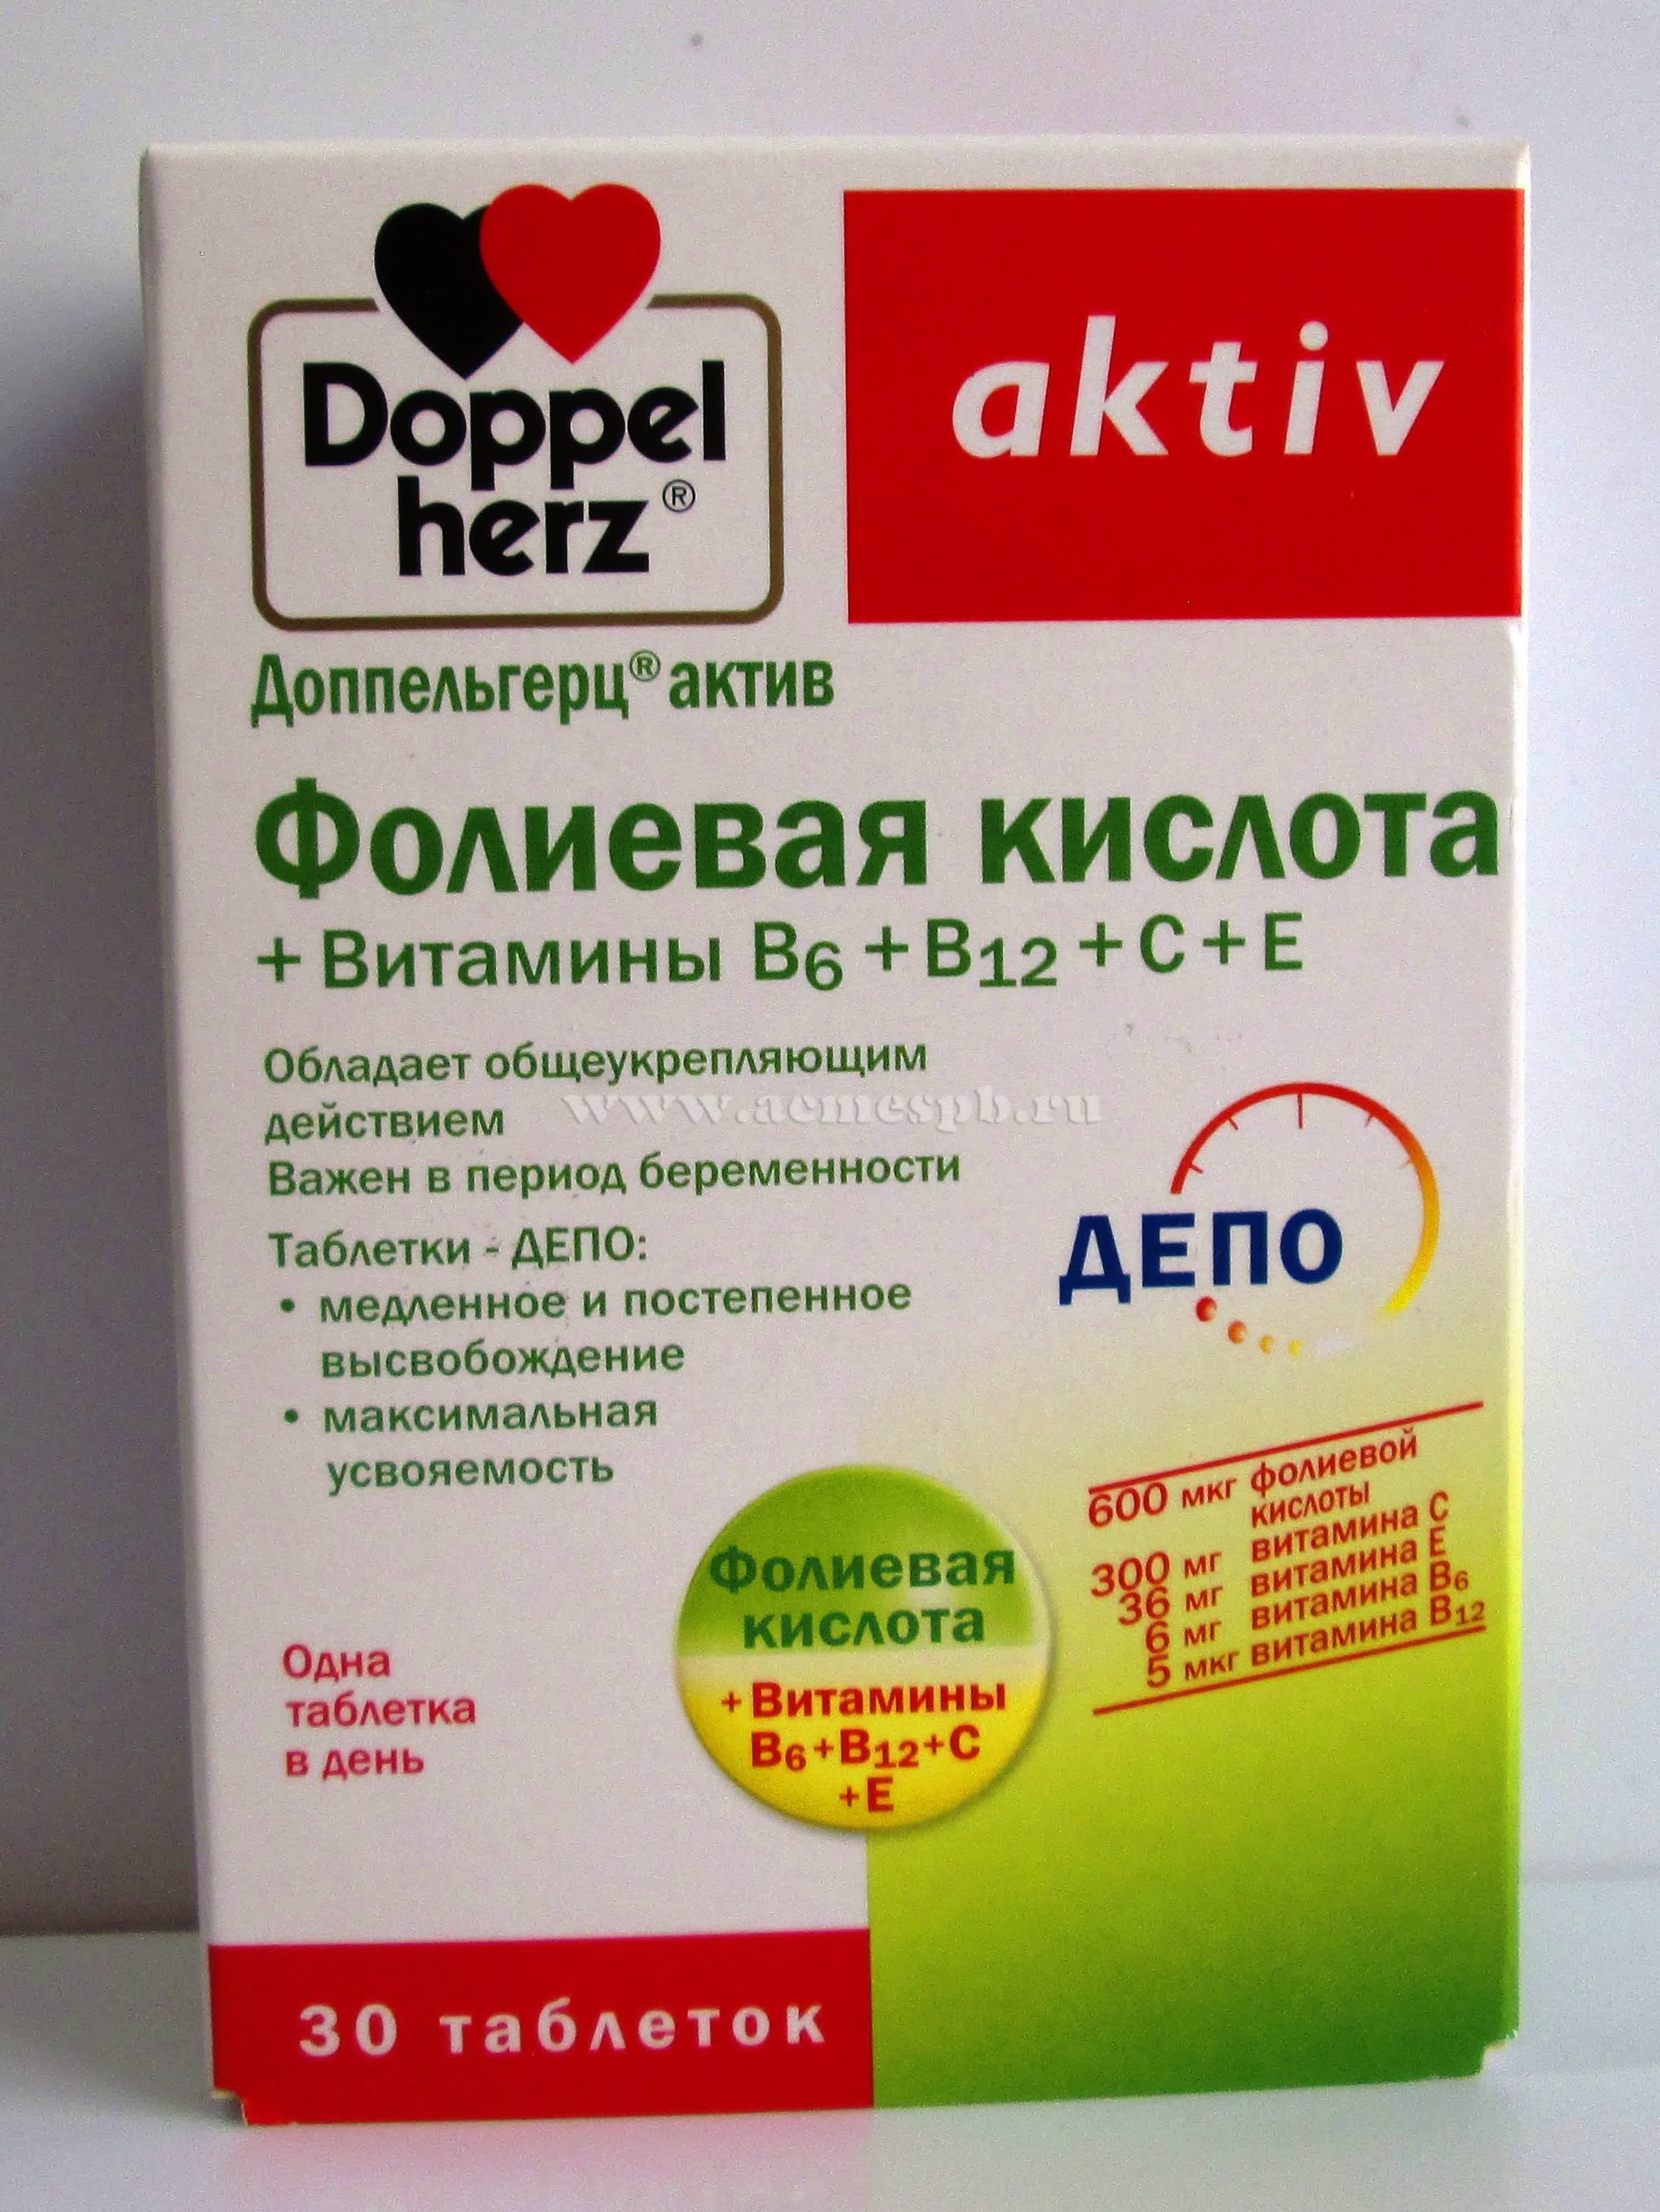 Doppel
herz®
aktiv
Доппельгерц® актив
Фолиевая кислота
+ Витамины B6 + B12 + C + E
Обладает общеукрепляющим
действием
www.acmespb.ru
Важен в период беременности
Таблетки - ДЕПО:
• медленное и постепенное
высвобождение
• максимальная
усвояемость
ДЕПО
600 мкг фолиевой
кислоты
300 мг витамина C
36 мг витамина E
6 мг витамина B6
5 мкг витамина B12
Фолиевая
кислота
+ Витамины
B6+B12+C
+E
Одна
таблетка
в день
30 таблеток